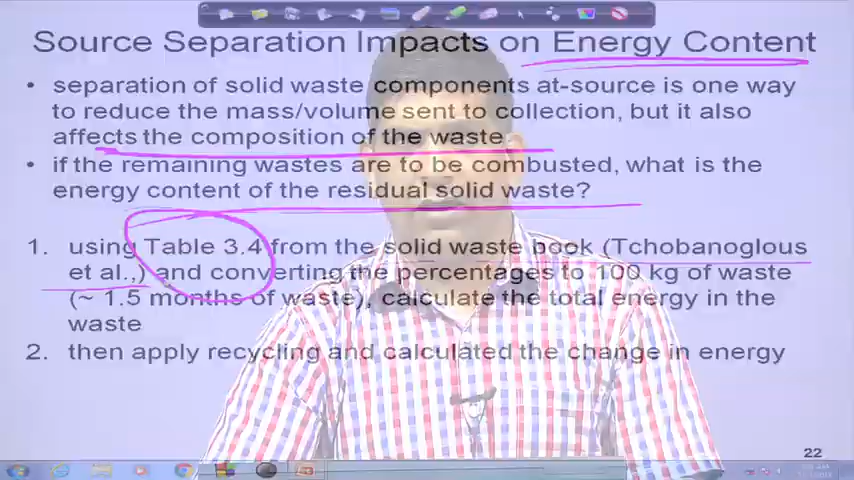 Source Separation Impacts on Energy Content
• separation of solid waste components at-source is one way
to reduce the mass/volume sent to collection, but it also
affects the composition of the waste
• if the remaining wastes are to be combusted, what is the
energy content of the residual solid waste?
1. using Table 3.4 from the solid waste book (Tchobanoglous
et al.,) and converting the percentages to 100 kg of waste
(~ 1.5 months of waste), calculate the total energy in the
waste
2. then apply recycling and calculated the change in energy
22